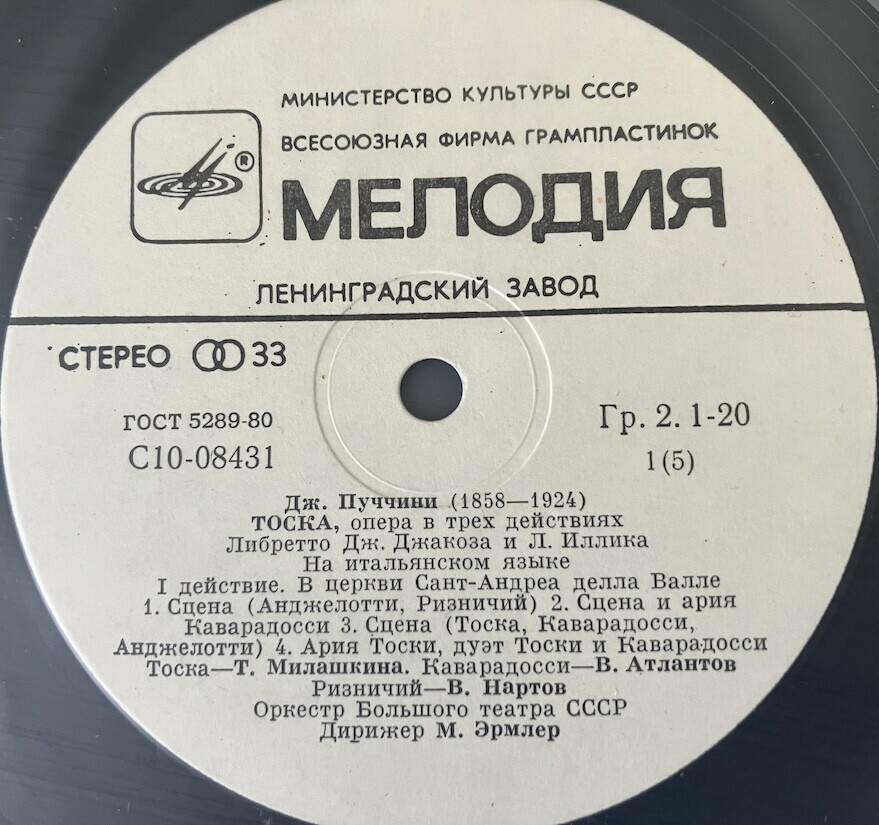 МИНИСТЕРСТВО КУЛЬТУРЫ СССР
ВСЕСОЮЗНАЯ ФИРМА ГРАМПЛАСТИНОК
®
МЕЛОДИЯ
ЛЕНИНГРАДСКИЙ ЗАВОД
СТЕРЕО 33
ГОСТ 5289-80
Гр. 2. 1-20
С10-08431
1(5)
Дж. Пуччини (1858—1924)
ТОСКА, опера в трех действиях
Либретто Дж. Джакоза и Л. Иллика
На итальянском языке
I действие. В церкви Сант-Андреа делла Валле
1. Сцена (Анджелотти, Ризничий) 2. Сцена и ария
Каварадосси 3. Сцена (Тоска, Каварадосси,
Анджелотти) 4. Ария Тоски, дуэт Тоски и Каварадосси
Тоска—Т. Милашкина. Каварадосси—В. Атлантов
Ризничий—В. Нартов
Оркестр Большого театра СССР
Дирижер М. Эрмлер